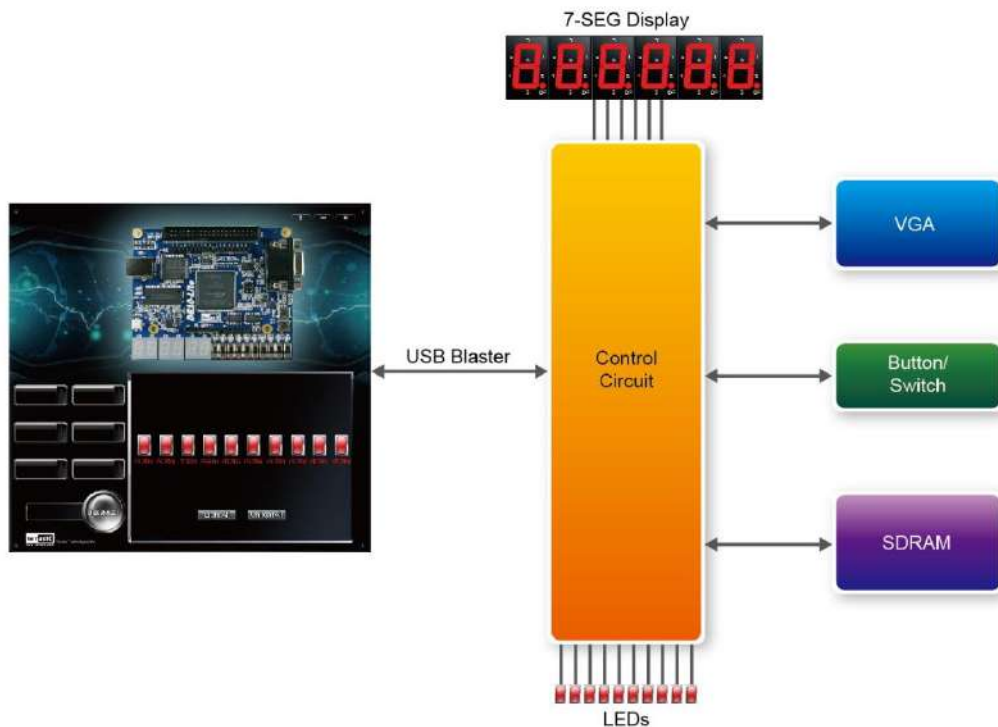 7-SEG Display
VGA
USB Blaster
Control
Circuit
Button/
Switch
SDRAM
LEDs